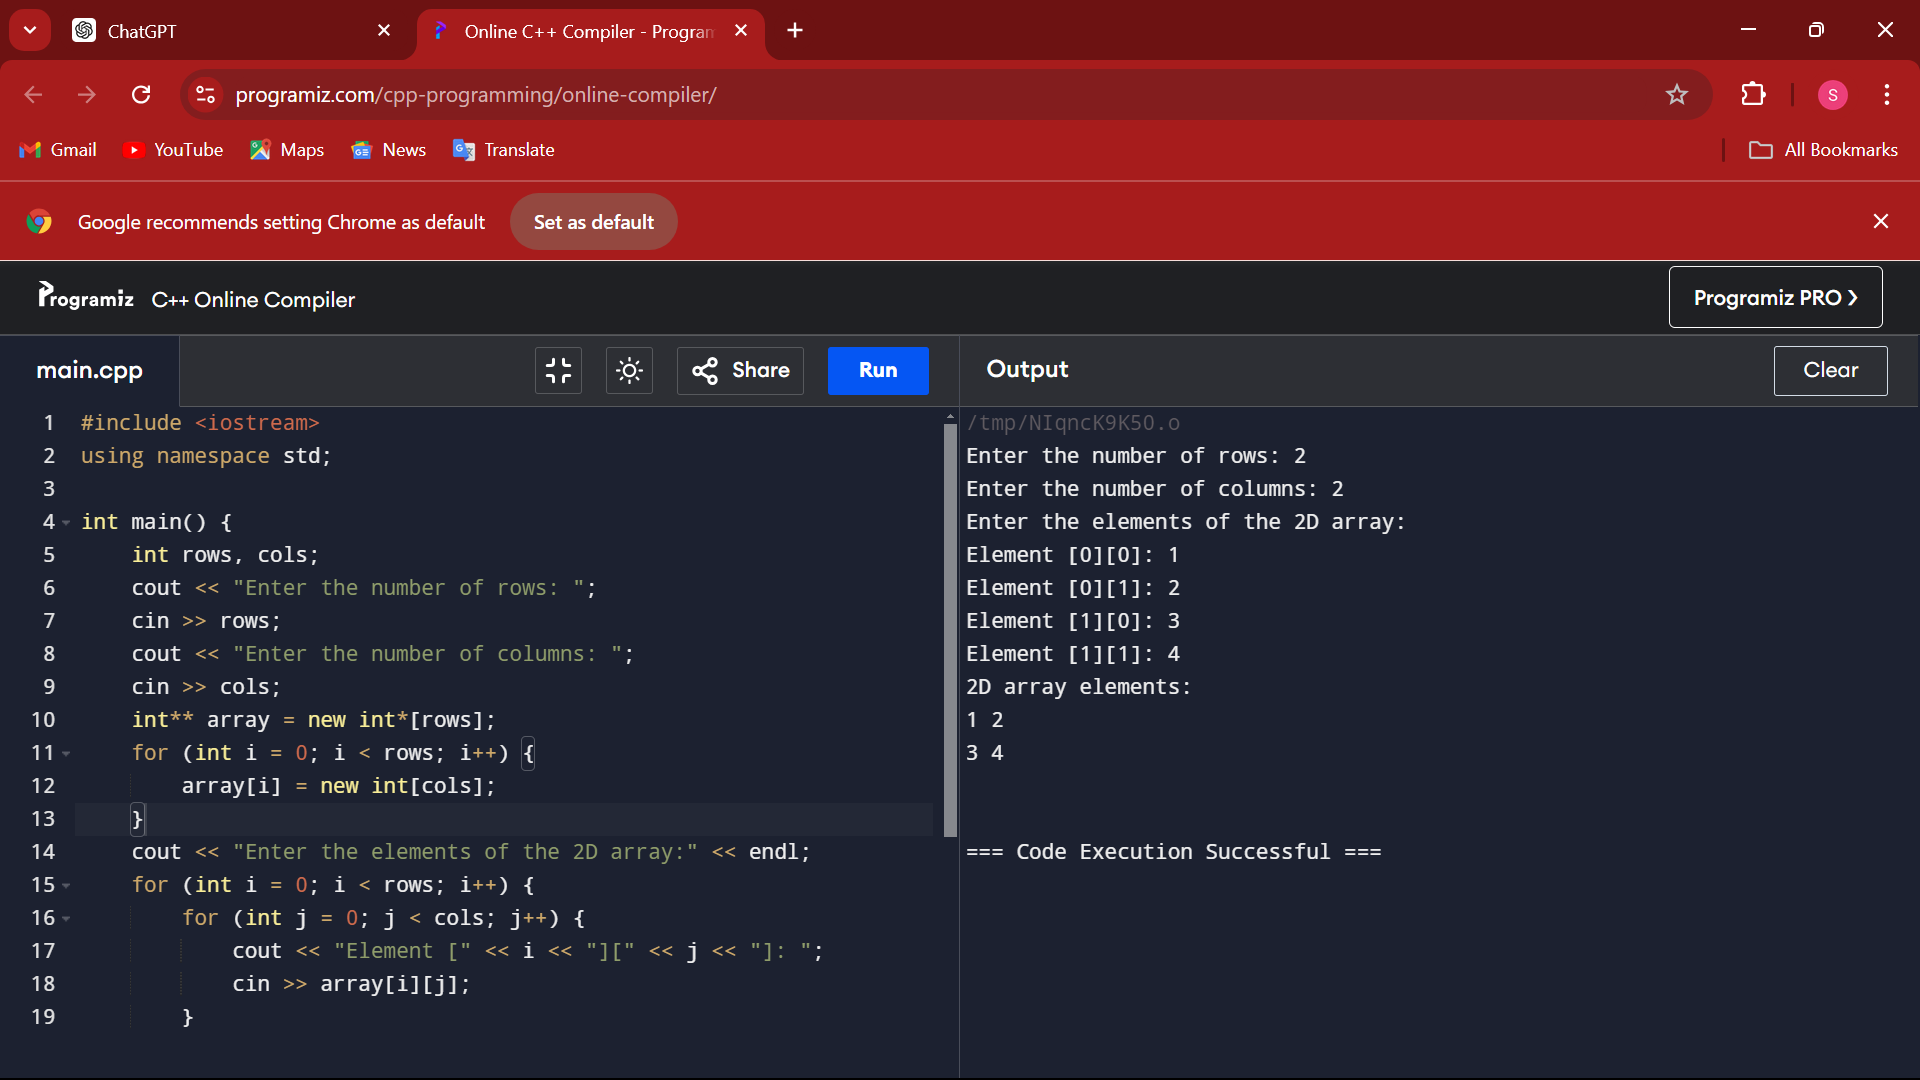 ChatGPT
Online C++ Compiler - Program
programiz.com/cpp-programming/online-compiler/
S
Gmail
YouTube
Maps
News
Translate
All Bookmarks
Google recommends setting Chrome as default
Set as default
Programiz C++ Online Compiler
Programiz PRO ❯
main.cpp
Share
Run
Output
Clear
1 #include <iostream>
2 using namespace std;
3
4 int main() {
5     int rows, cols;
6     cout << "Enter the number of rows: ";
7     cin >> rows;
8     cout << "Enter the number of columns: ";
9     cin >> cols;
10     int** array = new int*[rows];
11     for (int i = 0; i < rows; i++) {
12         array[i] = new int[cols];
13     }
14     cout << "Enter the elements of the 2D array:" << endl;
15     for (int i = 0; i < rows; i++) {
16         for (int j = 0; j < cols; j++) {
17             cout << "Element [" << i << "][" << j << "]: ";
18             cin >> array[i][j];
19         }
/tmp/NIqncK9K5O.o
Enter the number of rows: 2
Enter the number of columns: 2
Enter the elements of the 2D array:
Element [0][0]: 1
Element [0][1]: 2
Element [1][0]: 3
Element [1][1]: 4
2D array elements:
1 2
3 4
=== Code Execution Successful ===